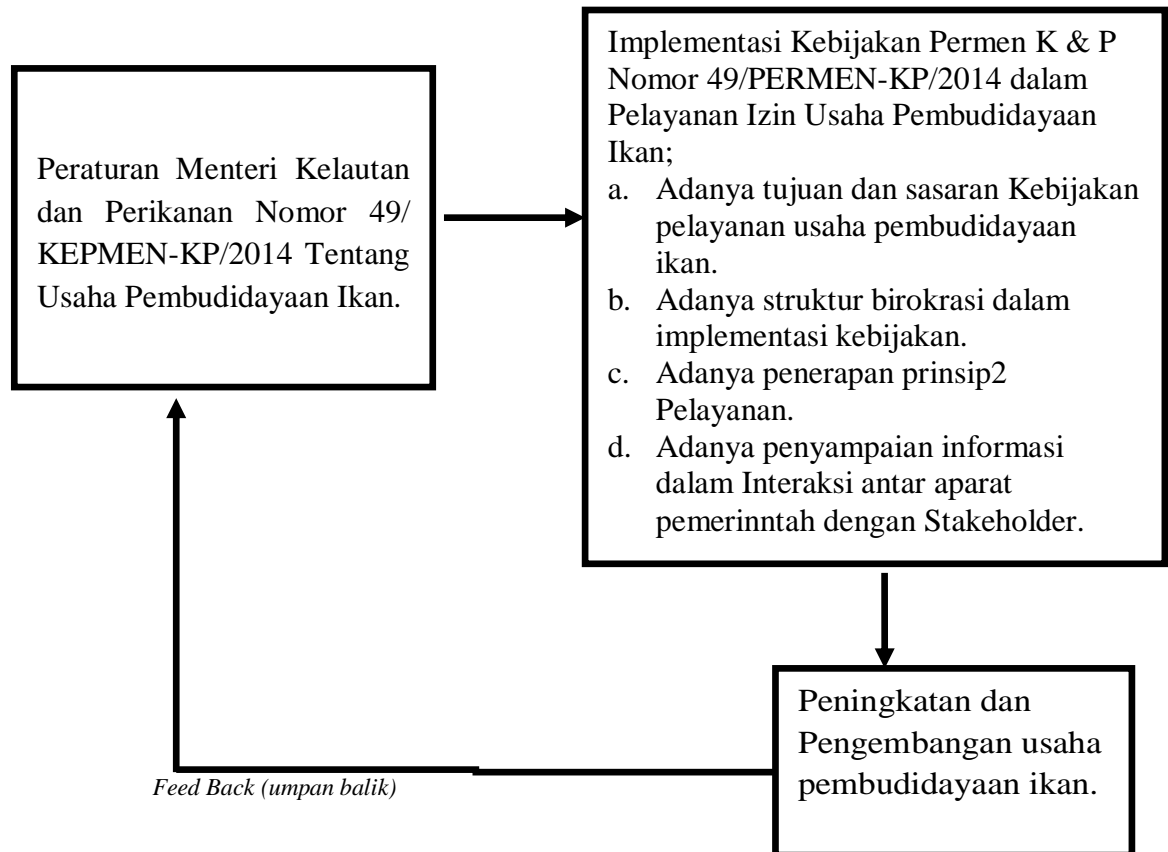 Peraturan Menteri Kelautan
dan Perikanan Nomor 49/
KEPMEN-KP/2014 Tentang
Usaha Pembudidayaan Ikan.
Implementasi Kebijakan Permen K & P
Nomor 49/PERMEN-KP/2014 dalam
Pelayanan Izin Usaha Pembudidayaan
Ikan;
a. Adanya tujuan dan sasaran Kebijakan
pelayanan usaha pembudidayaan
ikan.
b. Adanya struktur birokrasi dalam
implementasi kebijakan.
c. Adanya penerapan prinsip2
Pelayanan.
d. Adanya penyampaian informasi
dalam Interaksi antar aparat
pemerinntah dengan Stakeholder.
Peningkatan dan
Pengembangan usaha
pembudidayaan ikan.
Feed Back (umpan balik)